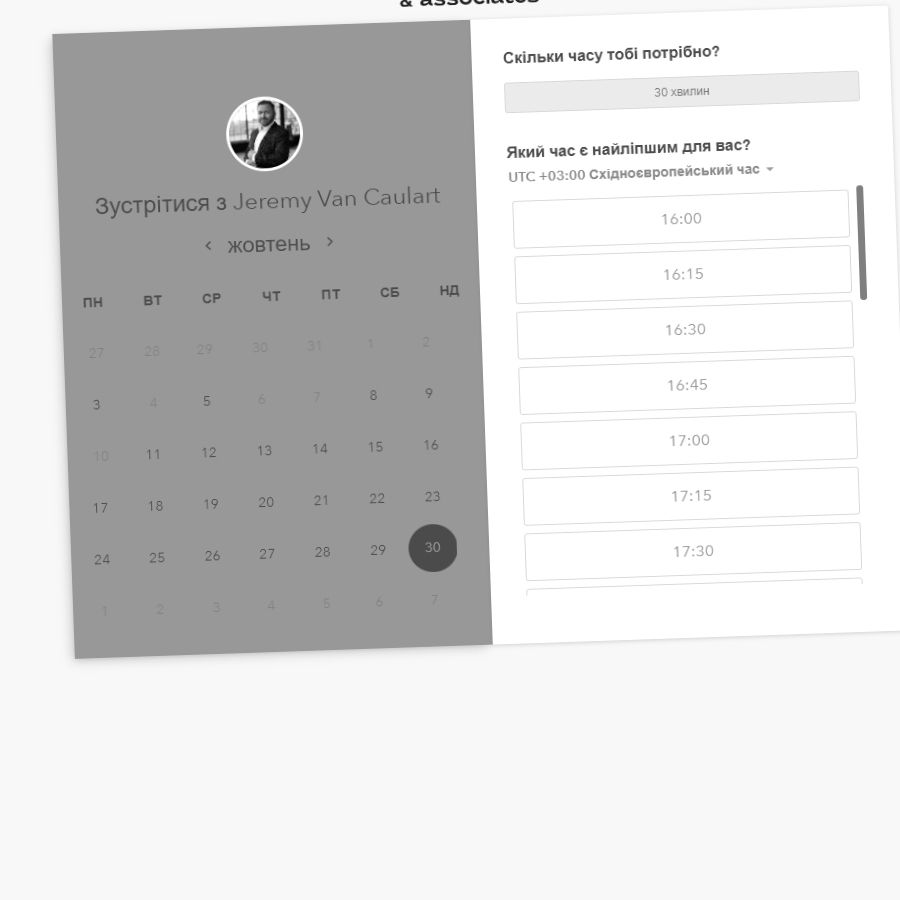 & associates
Зустрітися з Jeremy Van Caulart
жовтень
ПН ВТ СР ЧТ ПТ СБ НД
27 28 29 30 31 1 2
3 4 5 6 7 8 9
10 11 12 13 14 15 16
17 18 19 20 21 22 23
24 25 26 27 28 29 30
1 2 3 4 5 6 7
Скільки часу тобі потрібно?
30 хвилин
Який час є найліпшим для вас?
UTC +03:00 Східноєвропейський час
16:00
16:15
16:30
16:45
17:00
17:15
17:30